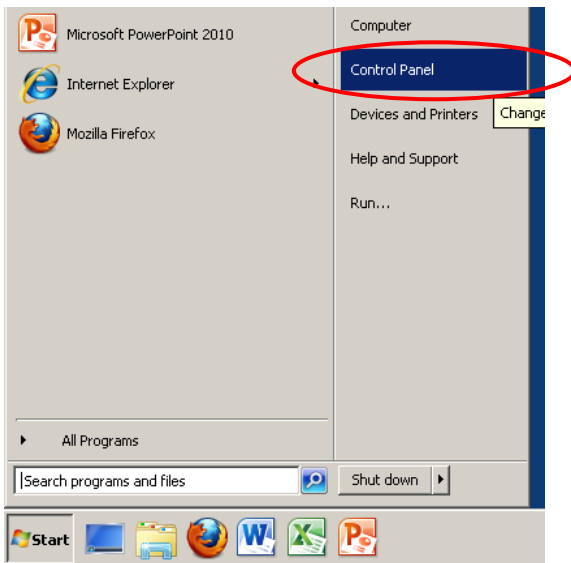 Microsoft PowerPoint 2010
Internet Explorer
Mozilla Firefox
All Programs
Search programs and files
Computer
Control Panel
Devices and Printers
Change
Help and Support
Run...
Shut down
Start